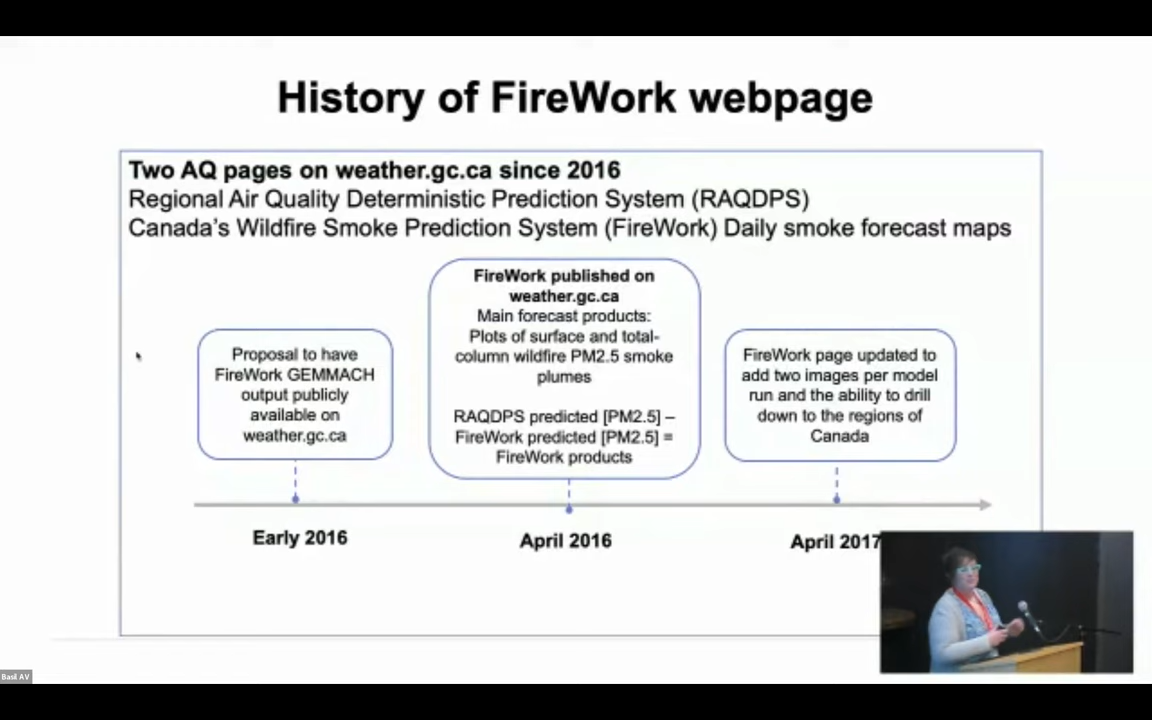 History of FireWork webpage
Two AQ pages on weather.gc.ca since 2016
Regional Air Quality Deterministic Prediction System (RAQDPS)
Canada's Wildfire Smoke Prediction System (FireWork) Daily smoke forecast maps
Proposal to have
FireWork GEMMACH
output publicly
available on
weather.gc.ca
FireWork published on
weather.gc.ca
Main forecast products:
Plots of surface and total-
column wildfire PM2.5 smoke
plumes
RAQDPS predicted [PM2.5] –
FireWork predicted [PM2.5] =
FireWork products
FireWork page updated to
add two images per model
run and the ability to drill
down to the regions of
Canada
Early 2016
April 2016
April 2017
Basil AV